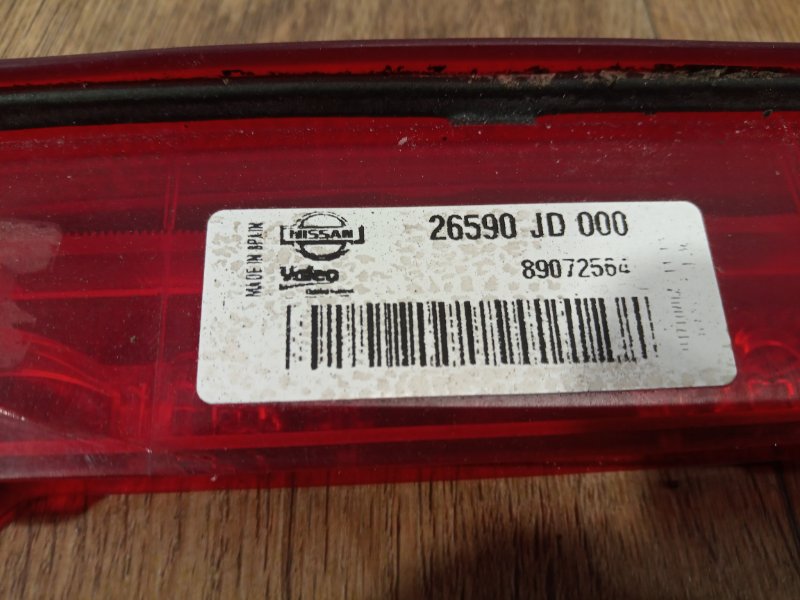 MADE IN SPAIN
NISSAN
26590 JD 000
Valeo
89072564